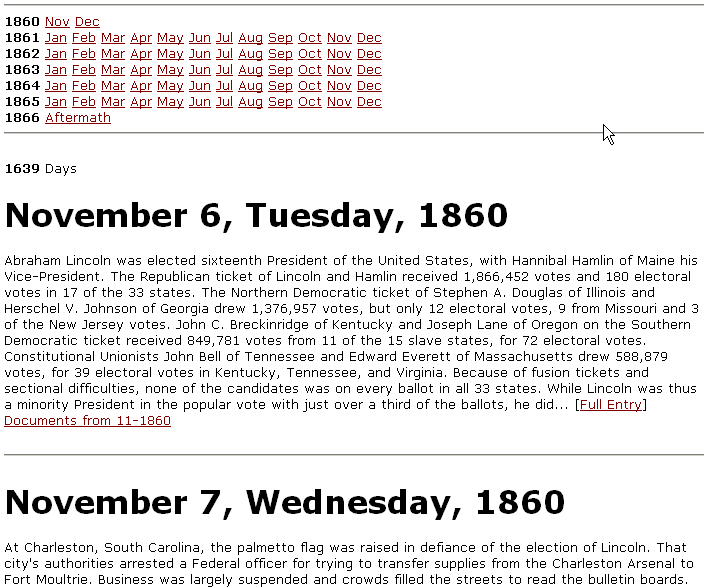 1860 Nov Dec
1861 Jan Feb Mar Apr May Jun Jul Aug Sep Oct Nov Dec
1862 Jan Feb Mar Apr May Jun Jul Aug Sep Oct Nov Dec
1863 Jan Feb Mar Apr May Jun Jul Aug Sep Oct Nov Dec
1864 Jan Feb Mar Apr May Jun Jul Aug Sep Oct Nov Dec
1865 Jan Feb Mar Apr May Jun Jul Aug Sep Oct Nov Dec
1866 Aftermath
1639 Days
November 6, Tuesday, 1860
Abraham Lincoln was elected sixteenth President of the United States, with Hannibal Hamlin of Maine his
Vice-President. The Republican ticket of Lincoln and Hamlin received 1,866,452 votes and 180 electoral
votes in 17 of the 33 states. The Northern Democratic ticket of Stephen A. Douglas of Illinois and
Herschel V. Johnson of Georgia drew 1,376,957 votes, but only 12 electoral votes, 9 from Missouri and 3
of the New Jersey votes. John C. Breckinridge of Kentucky and Joseph Lane of Oregon on the Southern
Democratic ticket received 849,781 votes from 11 of the 15 slave states, for 72 electoral votes.
Constitutional Unionists John Bell of Tennessee and Edward Everett of Massachusetts drew 588,879
votes, for 39 electoral votes in Kentucky, Tennessee, and Virginia. Because of fusion tickets and
sectional difficulties, none of the candidates was on every ballot in all 33 states. While Lincoln was thus
a minority President in the popular vote with just over a third of the ballots, he did... [Full Entry]
Documents from 11-1860
November 7, Wednesday, 1860
At Charleston, South Carolina, the palmetto flag was raised in defiance of the election of Lincoln. That
city's authorities arrested a Federal officer for trying to transfer supplies from the Charleston Arsenal to
Fort Moultrie. Business was largely suspended and crowds filled the streets to read the bulletin boards.